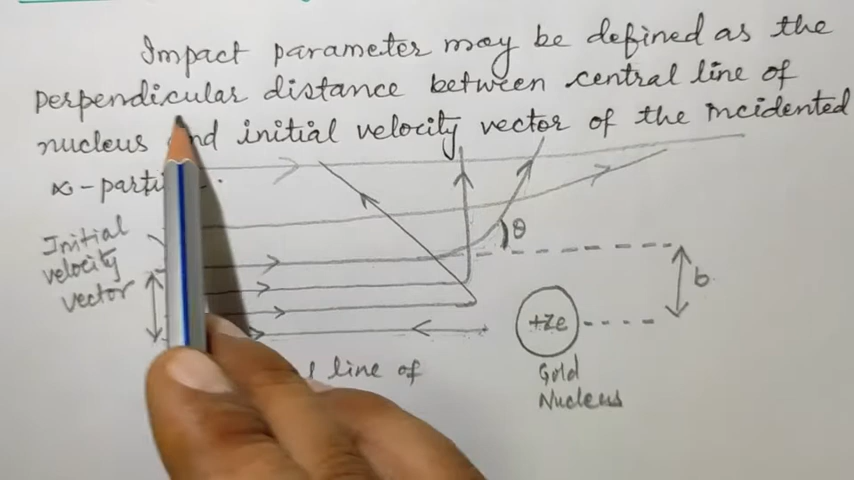 Impact parameter may be defined as the
perpendicular distance between central line of
nucleus and initial velocity vector of the incidented
α-parti
Initial
velocity
vector
θ
b
+Ze
line of
Gold
Nucleus